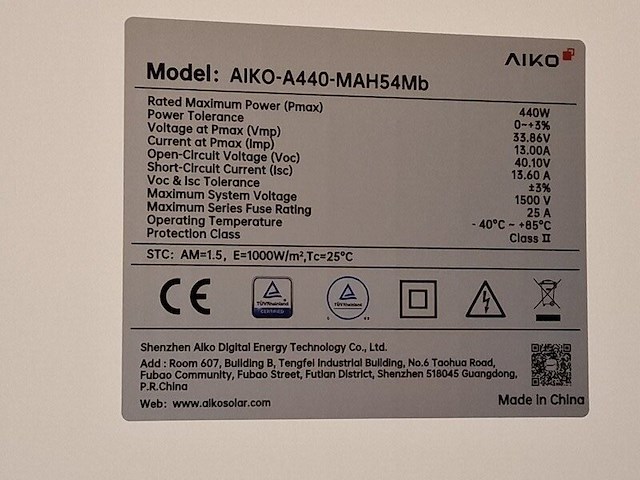 AIKO
Model: AIKO-A440-MAH54Mb
Rated Maximum Power (Pmax) 440W
Power Tolerance 0~+3%
Voltage at Pmax (Vmp) 33.86V
Current at Pmax (Imp) 13.00A
Open-Circuit Voltage (Voc) 40.10V
Short-Circuit Current (Isc) 13.60 A
Voc & Isc Tolerance ±3%
Maximum System Voltage 1500 V
Maximum Series Fuse Rating 25 A
Operating Temperature - 40°C ~ +85°C
Protection Class Class II
STC: AM=1.5, E=1000W/m²,Tc=25°C
CE
TÜVRheinland
CERTIFIED
TÜVRheinland
Shenzhen Aiko Digital Energy Technology Co., Ltd.
Add : Room 607, Building B, Tengfei Industrial Building, No.6 Taohua Road,
Fubao Community, Fubao Street, Futian District, Shenzhen 518045 Guangdong,
P.R.China
Web: www.aikosolar.com
Made in China